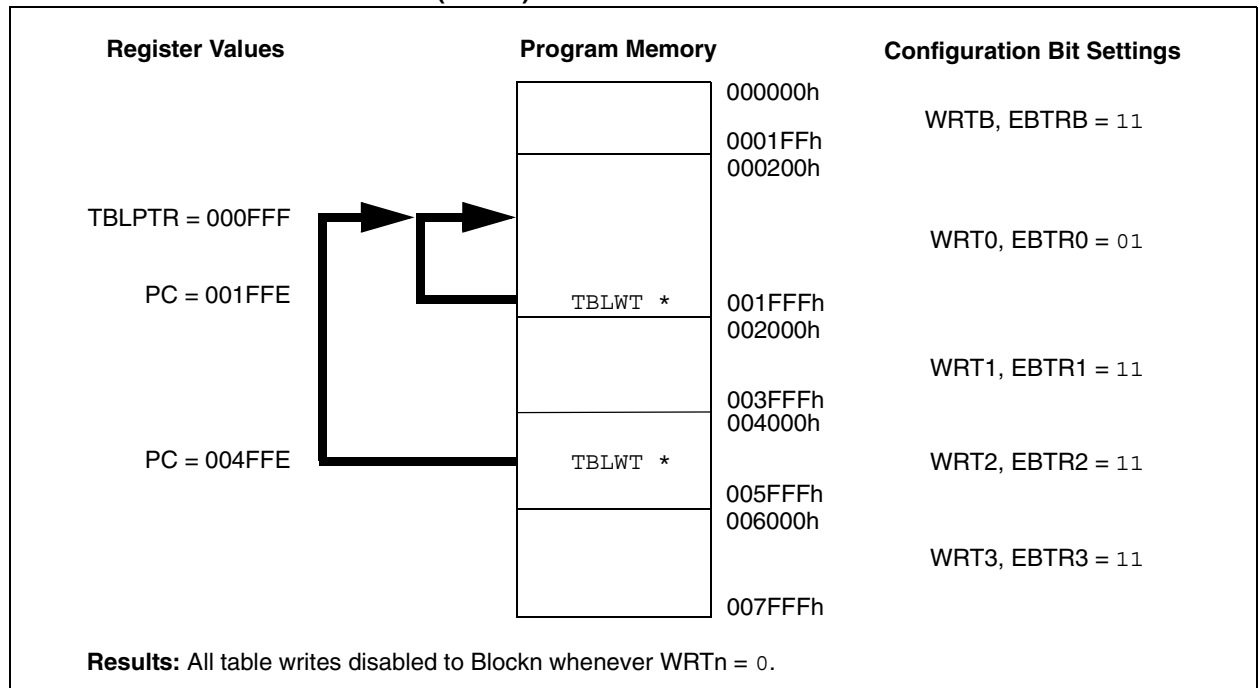 Register Values Program Memory Configuration Bit Settings
000000h
WRTB, EBTRB = 11
0001FFh
000200h
TBLPTR = 000FFF
WRT0, EBTR0 = 01
PC = 001FFE
TBLWT *
001FFFh
002000h
WRT1, EBTR1 = 11
003FFFh
004000h
PC = 004FFE
TBLWT *
WRT2, EBTR2 = 11
005FFFh
006000h
WRT3, EBTR3 = 11
007FFFh
Results: All table writes disabled to Blockn whenever WRTn = 0.